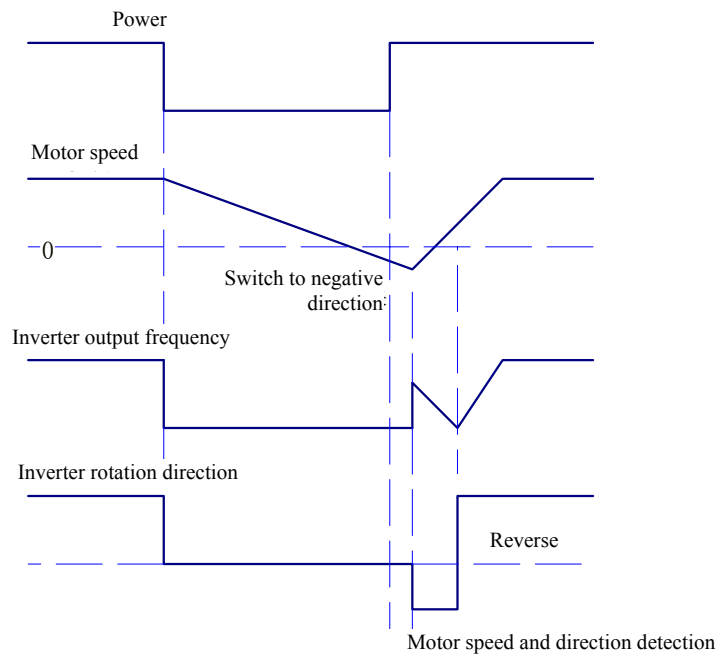 Power
Motor speed
0
Switch to negative
direction:
Inverter output frequency
Inverter rotation direction
Reverse
Motor speed and direction detection